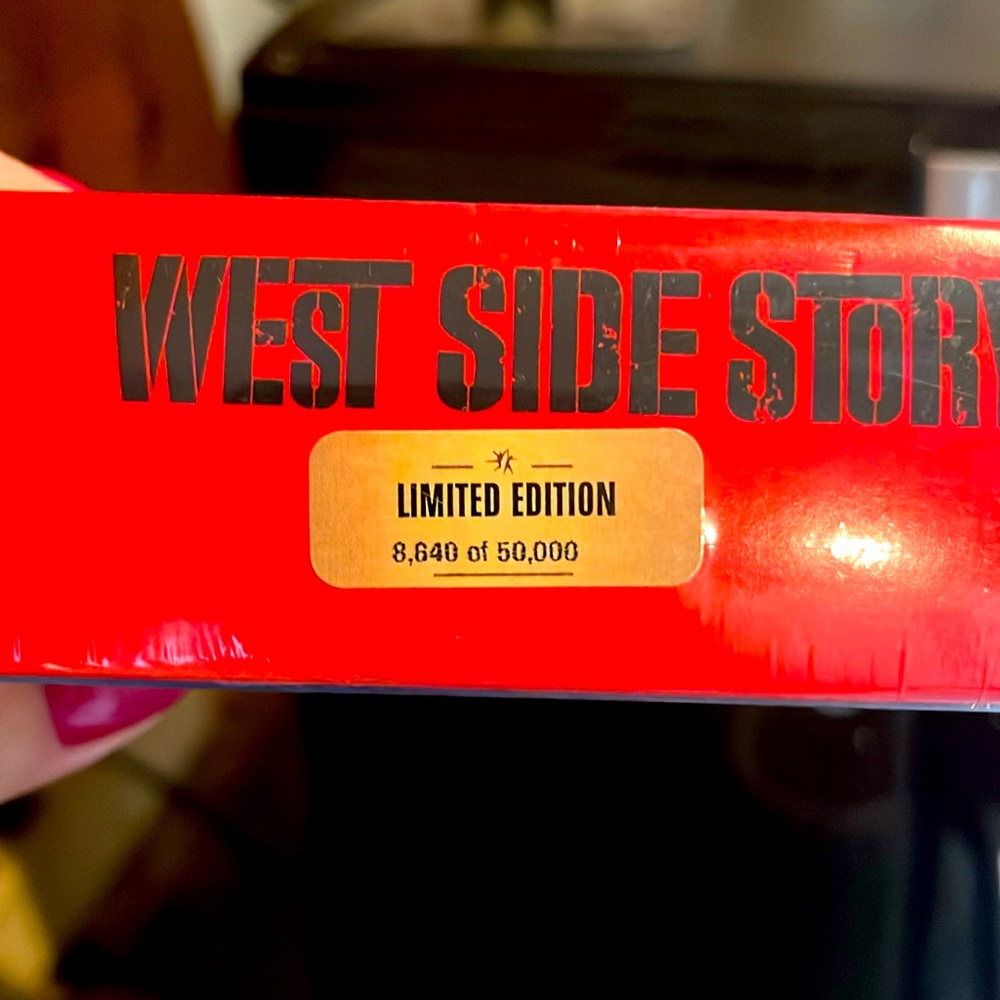 WEST SIDE STORY
LIMITED EDITION
8,640 of 50,000